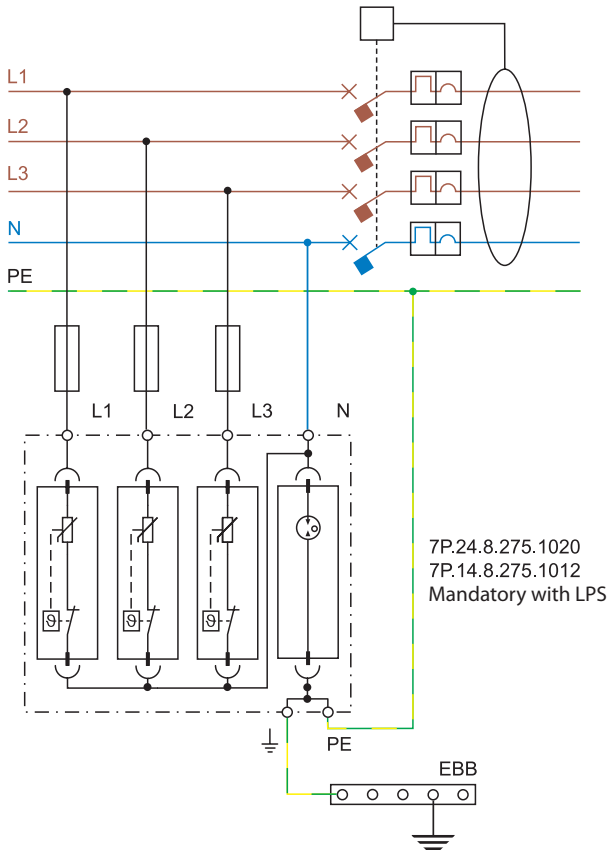 L1
L2
L3
N
PE
L1 L2 L3 N
ϑ ϑ ϑ
7P.24.8.275.1020
7P.14.8.275.1012
Mandatory with LPS
PE
EBB